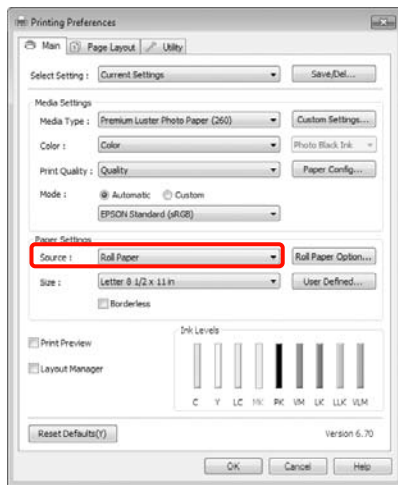 Printing Preferences
Main Page Layout Utility
Select Setting : Current Settings Save/Del...
Media Settings
Media Type : Premium Luster Photo Paper (260) Custom Settings...
Color : Color Photo Black Ink
Print Quality : Quality Paper Config...
Mode : Automatic Custom
EPSON Standard (sRGB)
Paper Settings
Source : Roll Paper Roll Paper Option...
Size : Letter 8 1/2 x 11 in User Defined...
Borderless
Ink Levels
Print Preview
Layout Manager
C Y LC MK PK VM LK LLK VLM
Reset Defaults(Y) Version 6.70
OK Cancel Help